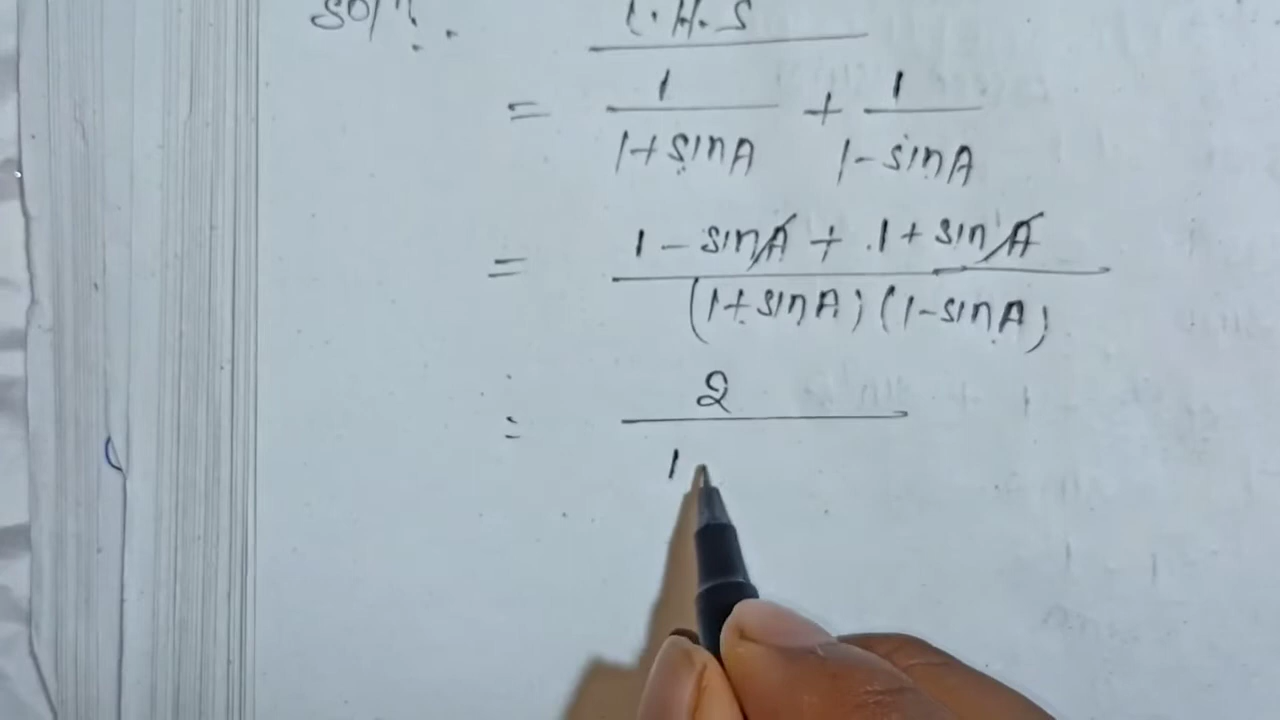 Sol?:.
L.H.S
= 1/(1+sinA) + 1/(1-sinA)
= (1 - sinA + 1 + sinA)/((1+sinA)(1-sinA))
= 2/1